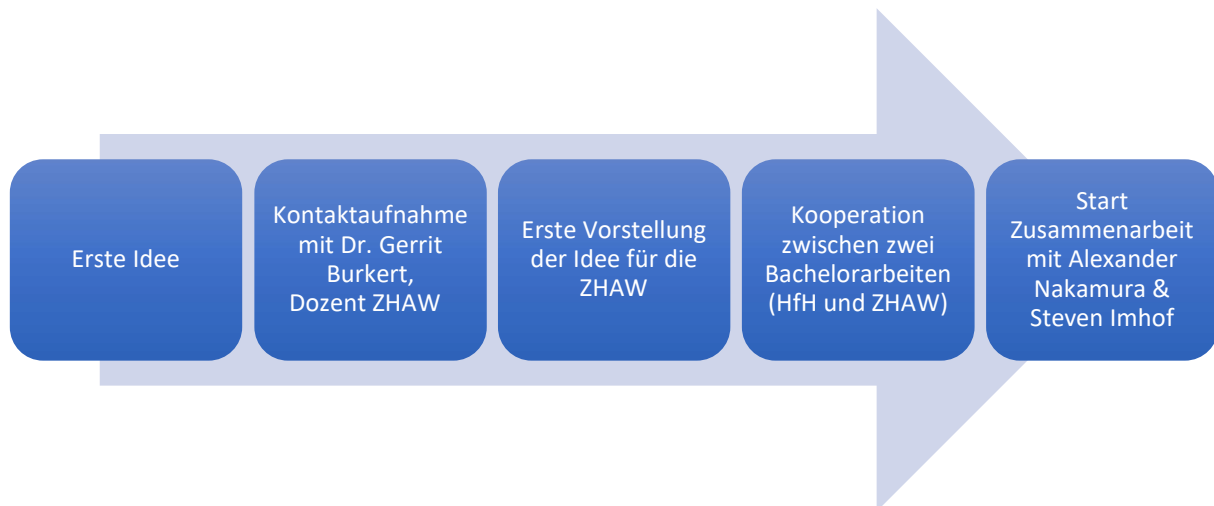 Erste Idee
Kontaktaufnahme
mit Dr. Gerrit
Burkert,
Dozent ZHAW
Erste Vorstellung
der Idee für die
ZHAW
Kooperation
zwischen zwei
Bachelorarbeiten
(HfH und ZHAW)
Start
Zusammenarbeit
mit Alexander
Nakamura &
Steven Imhof